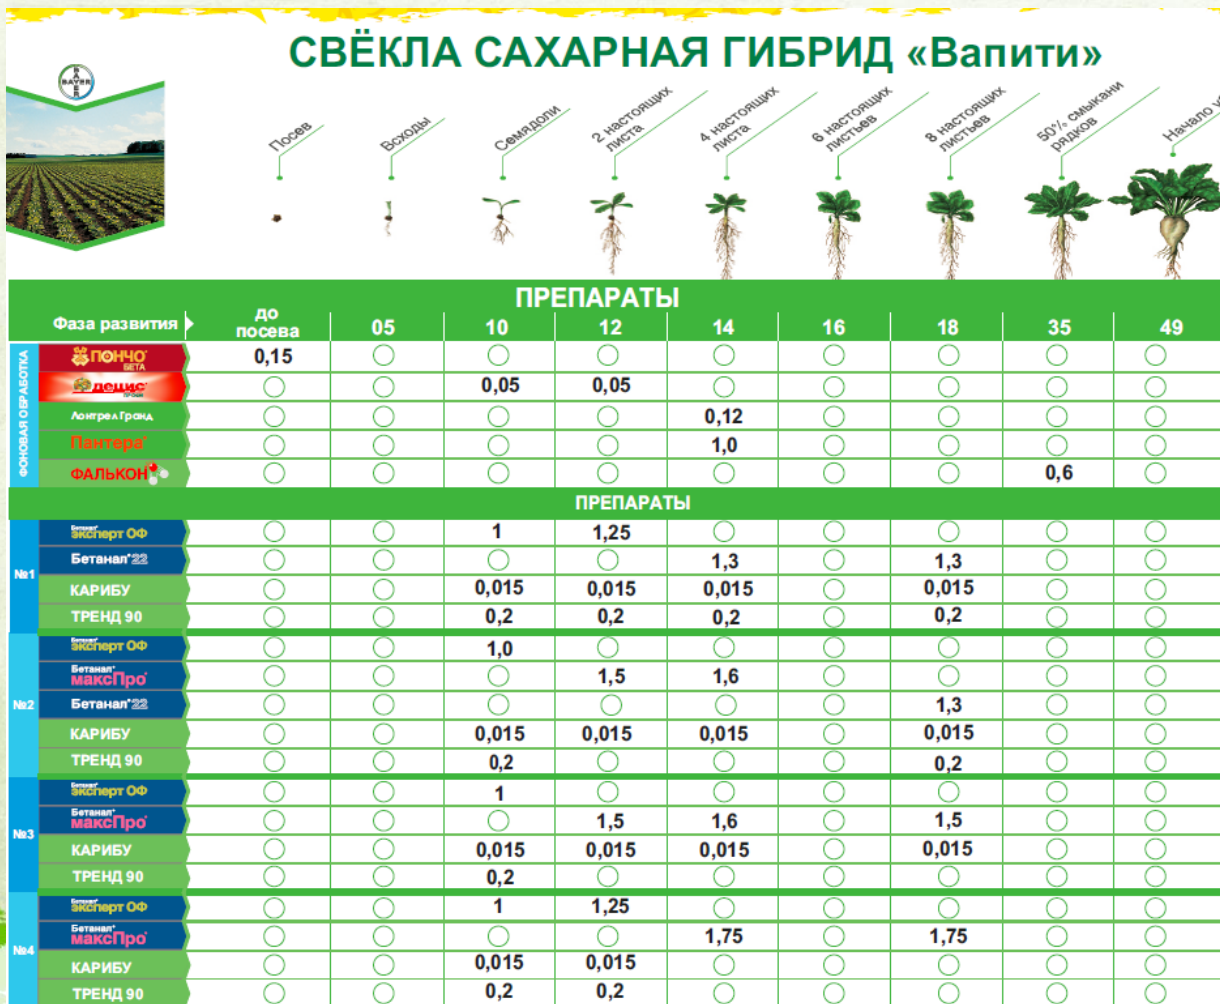 СВЁКЛА САХАРНАЯ ГИБРИД «Вапити»
BAYER
Посев
Всходы
Семядоли
2 настоящих
листа
4 настоящих
листа
6 настоящих
листьев
8 настоящих
листьев
50% смыкани
рядков
Начало
ПРЕПАРАТЫ
Фаза развития до посева 05 10 12 14 16 18 35 49
ФОНОВАЯ ОБРАБОТКА
ПОНЧО БЕТА 0,15
децис ПРОФИ 0,05 0,05
Лонтрел Гранд 0,12
Пантера 1,0
ФАЛЬКОН 0,6
ПРЕПАРАТЫ
№1
Бетанал эксперт ОФ 1 1,25
Бетанал 22 1,3 1,3
КАРИБУ 0,015 0,015 0,015 0,015
ТРЕНД 90 0,2 0,2 0,2 0,2
№2
Бетанал эксперт ОФ 1,0
Бетанал максПро 1,5 1,6
Бетанал 22 1,3
КАРИБУ 0,015 0,015 0,015 0,015
ТРЕНД 90 0,2 0,2
№3
Бетанал эксперт ОФ 1
Бетанал максПро 1,5 1,6 1,5
КАРИБУ 0,015 0,015 0,015 0,015
ТРЕНД 90 0,2
№4
Бетанал эксперт ОФ 1 1,25
Бетанал максПро 1,75 1,75
КАРИБУ 0,015 0,015
ТРЕНД 90 0,2 0,2